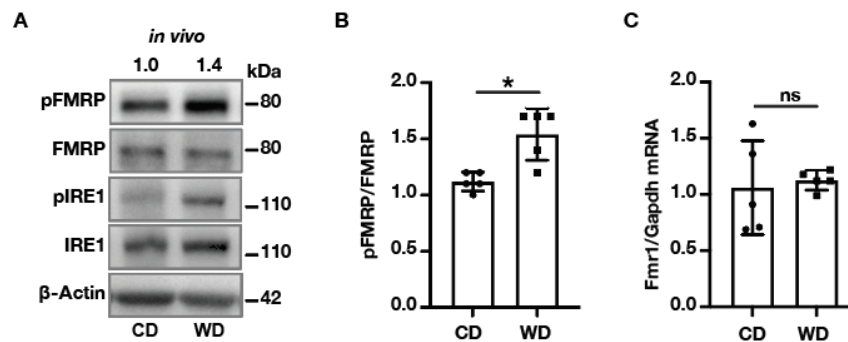 A
in vivo
1.0 1.4 kDa
pFMRP 80
FMRP 80
pIRE1 110
IRE1 110
β-Actin 42
CD WD
B
2.0
1.5
1.0
0.5
0.0
pFMRP/FMRP
*
CD WD
C
2.0
1.5
1.0
0.5
0.0
Fmr1/Gapdh mRNA
ns
CD WD